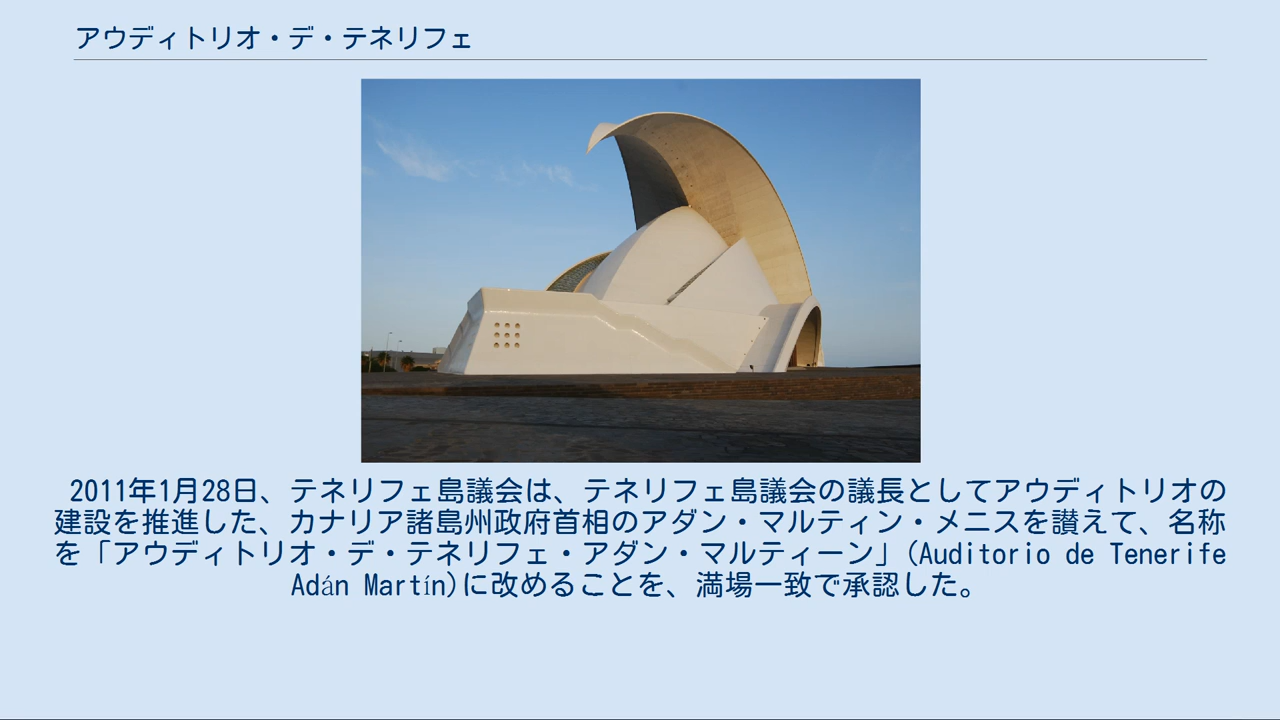 アウディトリオ・デ・テネリフェ
2011年1月28日、テネリフェ島議会は、テネリフェ島議会の議長としてアウディトリオの
建設を推進した、カナリア諸島州政府首相のアダン・マルティン・メニスを讃えて、名称
を「アウディトリオ・デ・テネリフェ・アダン・マルティーン」(Auditorio de Tenerife
Adán Martín)に改めることを、満場一致で承認した。